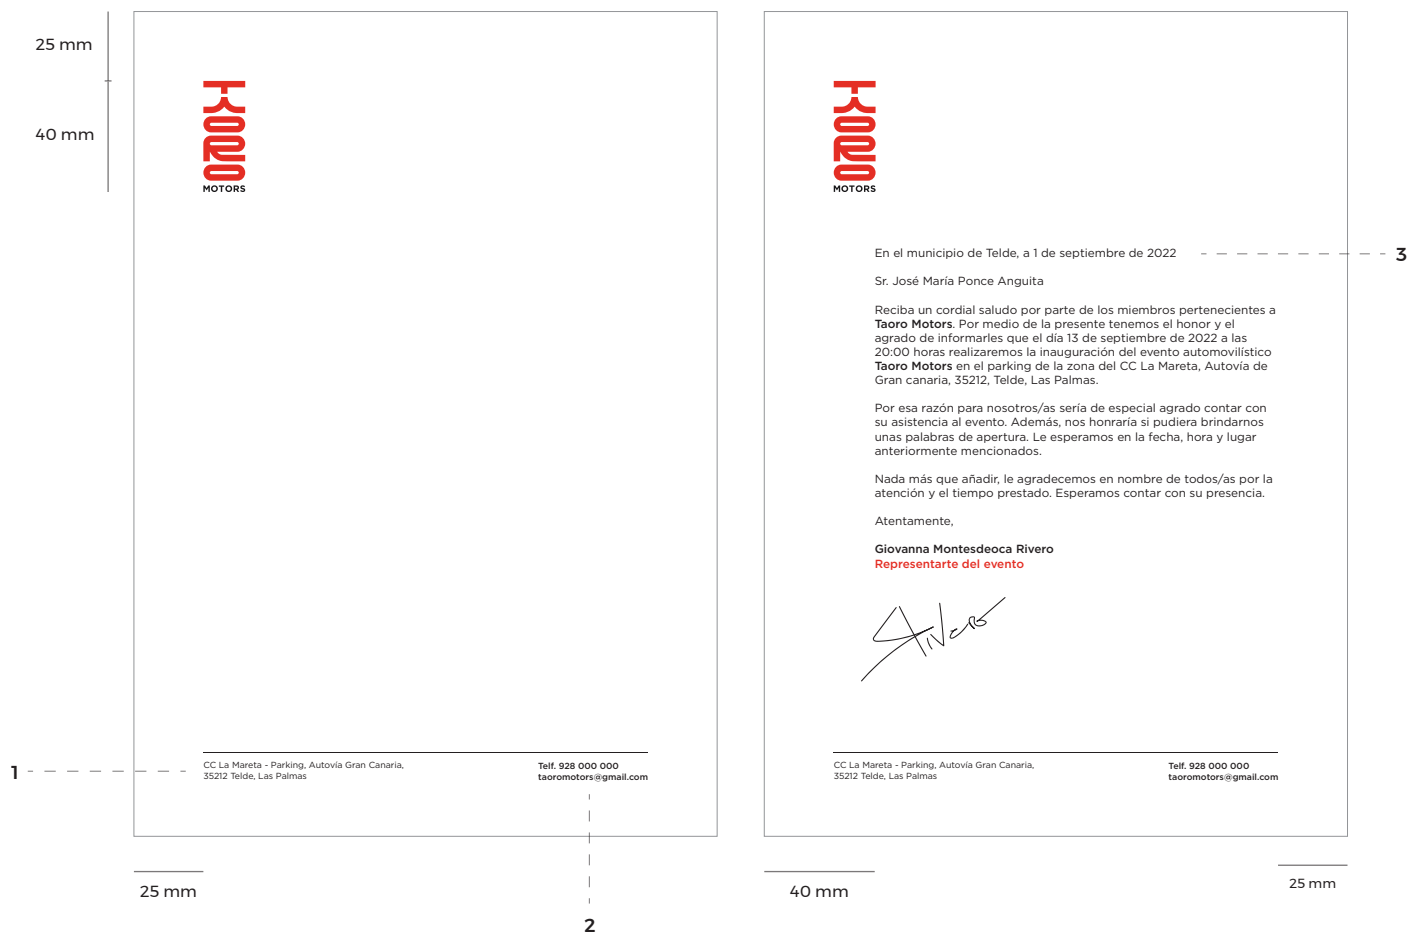 25 mm
40 mm
TAORO
MOTORS
1
CC La Mareta - Parking, Autovía Gran Canaria,
35212 Telde, Las Palmas
Telf. 928 000 000
taoromotors@gmail.com
25 mm
2
TAORO
MOTORS
En el municipio de Telde, a 1 de septiembre de 2022
3
Sr. José María Ponce Anguita
Reciba un cordial saludo por parte de los miembros pertenecientes a
Taoro Motors. Por medio de la presente tenemos el honor y el
agrado de informarles que el día 13 de septiembre de 2022 a las
20:00 horas realizaremos la inauguración del evento automovilístico
Taoro Motors en el parking de la zona del CC La Mareta, Autovía de
Gran canaria, 35212, Telde, Las Palmas.
Por esa razón para nosotros/as sería de especial agrado contar con
su asistencia al evento. Además, nos honraría si pudiera brindarnos
unas palabras de apertura. Le esperamos en la fecha, hora y lugar
anteriormente mencionados.
Nada más que añadir, le agradecemos en nombre de todos/as por la
atención y el tiempo prestado. Esperamos contar con su presencia.
Atentamente,
Giovanna Montesdeoca Rivero
Representarte del evento
Rivero
CC La Mareta - Parking, Autovía Gran Canaria,
35212 Telde, Las Palmas
Telf. 928 000 000
taoromotors@gmail.com
40 mm
25 mm